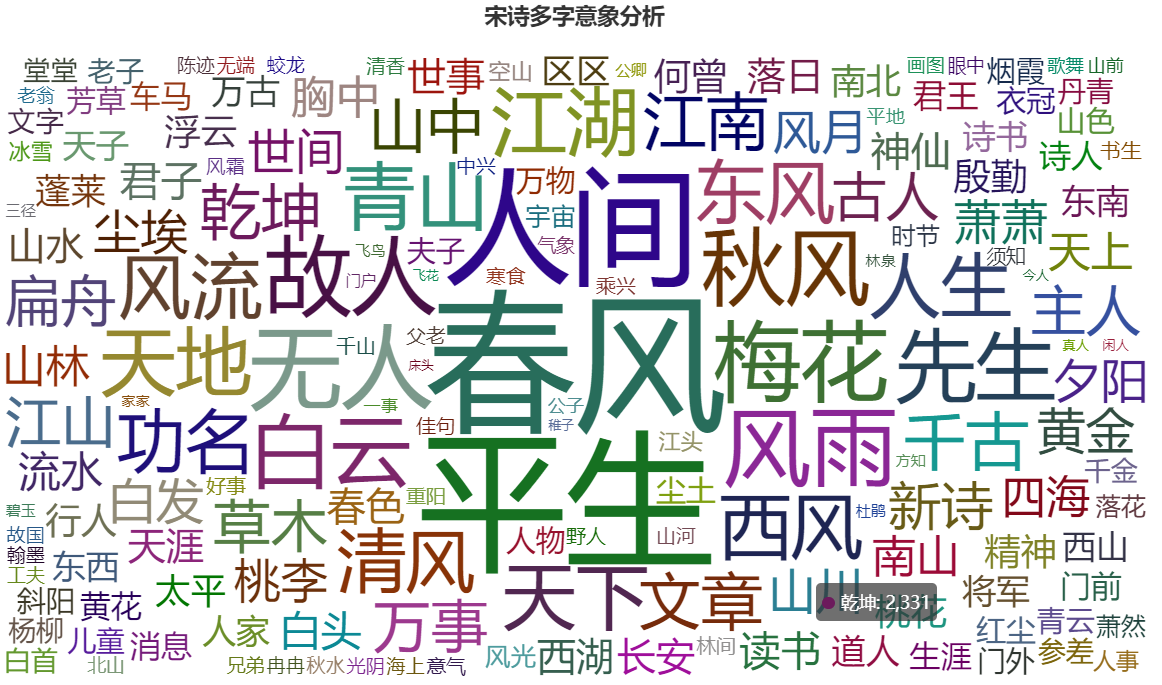 宋诗多字意象分析
堂堂 老子 陈迹 无端 蛟龙 清香 世事 空山 区区 公卿 何曾 落日 南北 画图 眼中 烟霞 歌舞 山前
老翁 芳草 车马 万古 胸中 山中 江湖 江南 风月 平地 君王 衣冠 丹青
文字 天子 浮云 世间 神仙 诗书 山色
冰雪 君子 风霜 中兴 万物 东风 古人 殷勤 诗人 书生
蓬莱 乾坤 青山 宇宙 人间 时节 萧萧 东南
三径 山水 尘埃 故人 飞鸟 夫子 气象 秋风 林泉 须知 天上
扁舟 风流 门户 飞花 寒食 乘兴 人生 今人 主人
山林 天地 无人 千山 父老 床头 春风 梅花 先生 真人 闲人 夕阳
江山 家家 功名 白云 一事 佳句 公子 稚子 江头 风雨 千古 黄金
流水 白发 好事 春色 重阳 平生 尘土 方知 千金
碧玉 行人 草木 西风 杜鹃 新诗 四海 落花
故国 天涯 清风 人物 野人 山河 南山 精神 西山
翰墨 东西 桃李 天下 文章 山川 乾坤: 2,331 桃花 将军 门前
工夫 斜阳 黄花 太平 万事
杨柳 儿童 消息 人家 白头 红尘 青云 萧然
白首 北山 兄弟 冉冉 秋水 光阴 海上 意气 风光 西湖 长安 林间 读书 道人 生涯 门外 参差 人事